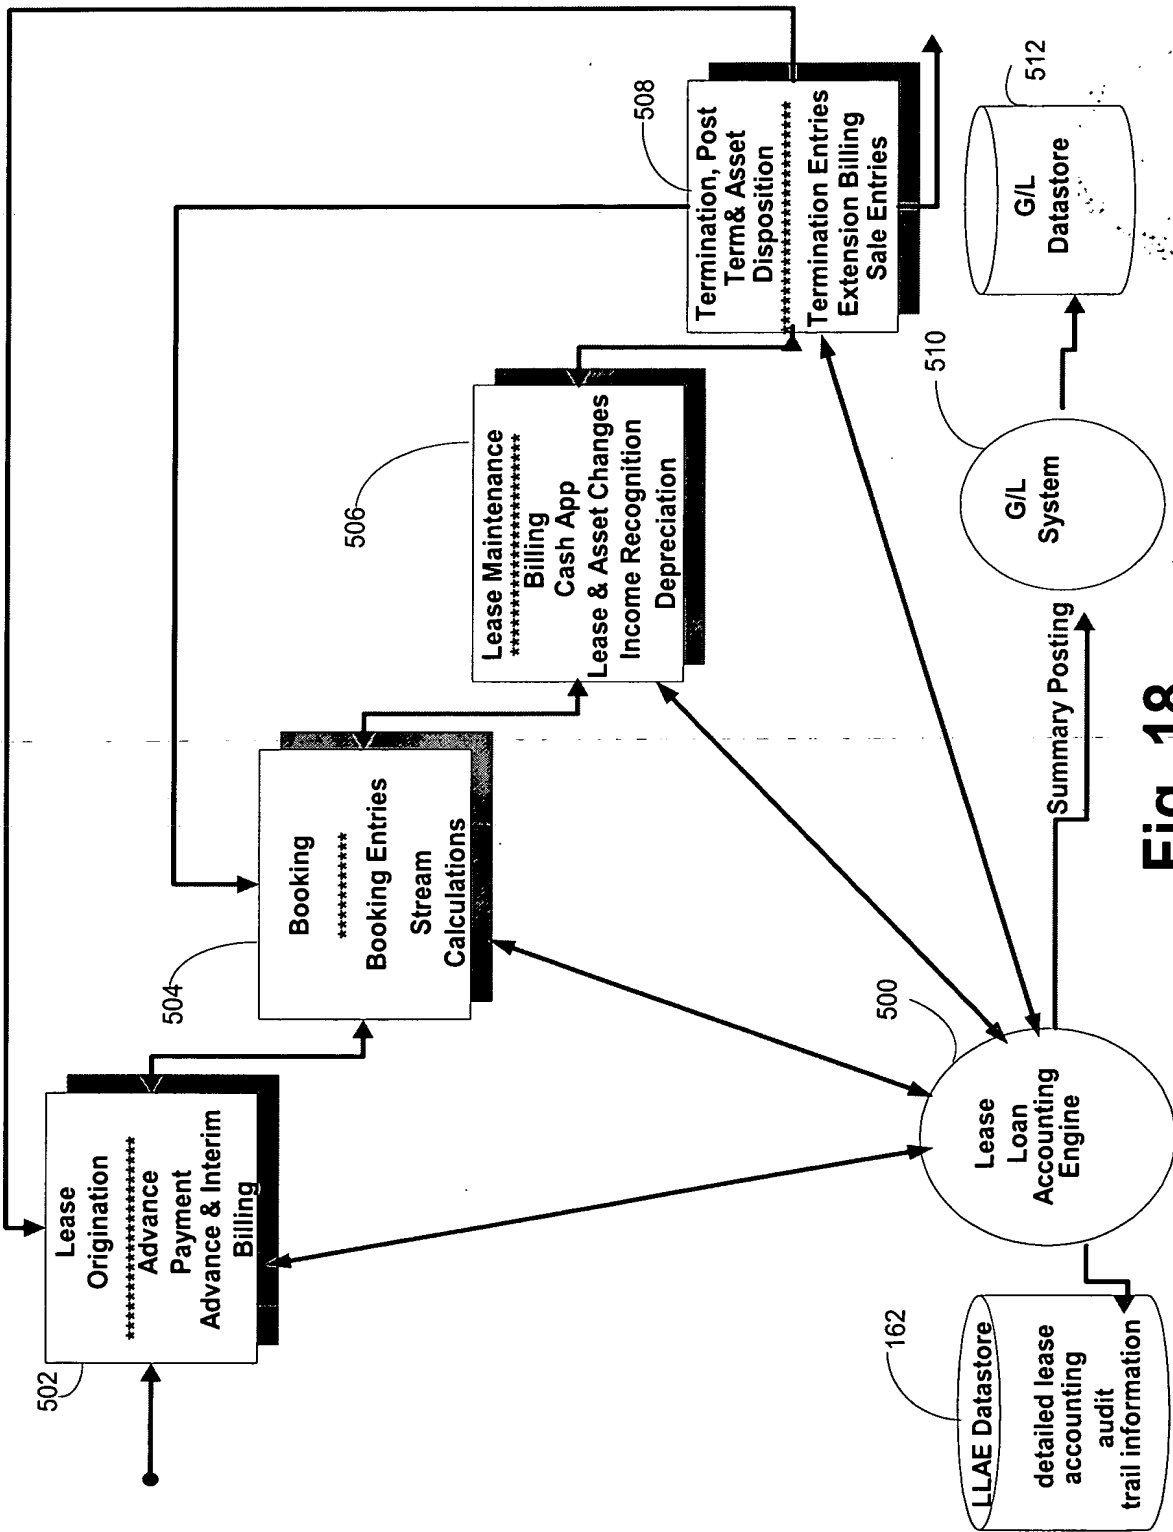 502
Lease
Origination
**********************
Advance
Payment
Advance & Interim
Billing
504
Booking
**********
Booking Entries
Stream
Calculations
506
Lease Maintenance
**********************
Billing
Cash App
Lease & Asset Changes
Income Recognition
Depreciation
508
Termination, Post
Term& Asset
Disposition
**********************
Termination Entries
Extension Billing
Sale Entries
162
LLAE Datastore
detailed lease
accounting
audit
trail information
500
Lease
Loan
Accounting
Engine
Summary Posting
510
G/L
System
512
G/L
Datastore
Fig. 18